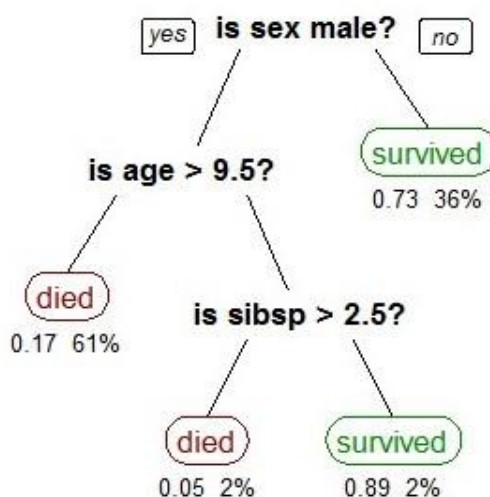 yes is sex male? no
survived
is age > 9.5?
0.73 36%
died
0.17 61%
is sibsp > 2.5?
died survived
0.05 2% 0.89 2%